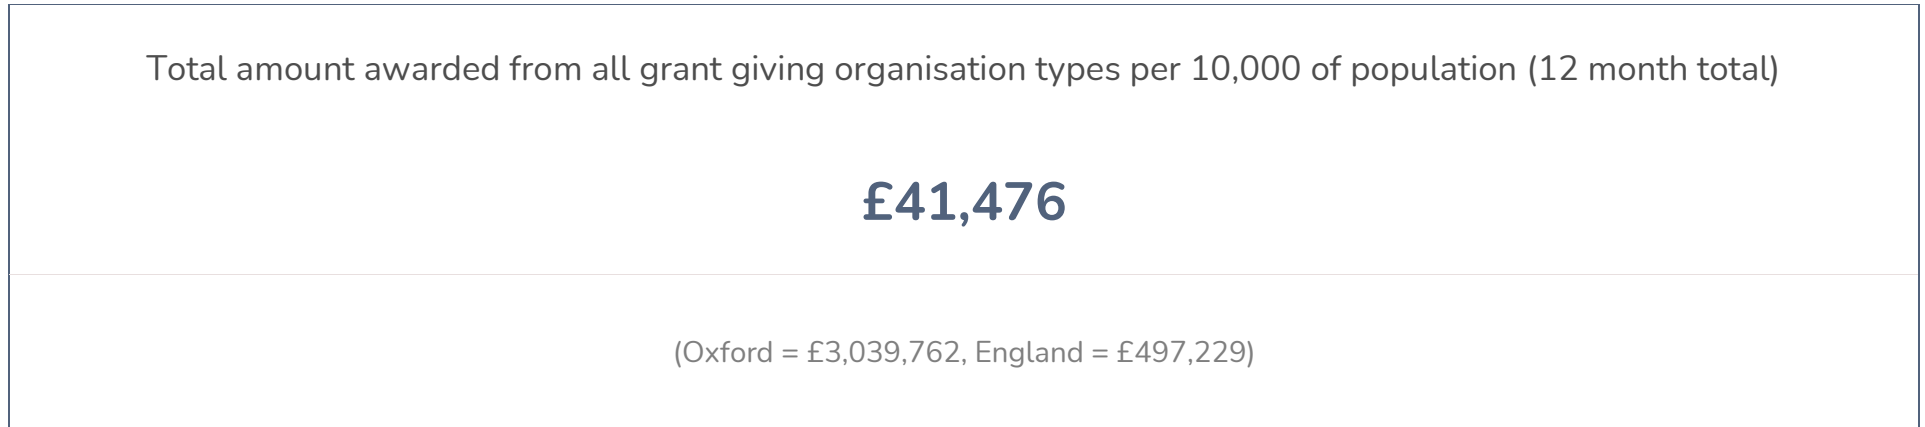 Total amount awarded from all grant giving organisation types per 10,000 of population (12 month total)
£41,476
(Oxford = £3,039,762, England = £497,229)